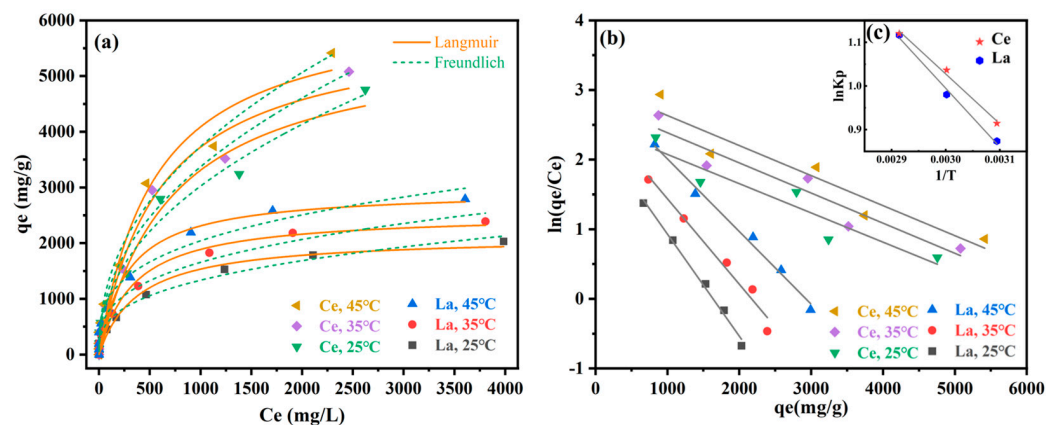 (a)
Langmuir
Freundlich
6000
5000
4000
3000
2000
1000
0
qe (mg/g)
Ce, 45°C
Ce, 35°C
Ce, 25°C
La, 45°C
La, 35°C
La, 25°C
0 500 1000 1500 2000 2500 3000 3500 4000
Ce (mg/L)
(b)
4
3
2
1
0
-1
ln(qe/Ce)
Ce, 45°C
Ce, 35°C
Ce, 25°C
La, 45°C
La, 35°C
La, 25°C
0 1000 2000 3000 4000 5000 6000
qe(mg/g)
(c)
Ce
La
1.1
1.0
0.9
lnKp
0.0029 0.0030 0.0031
1/T